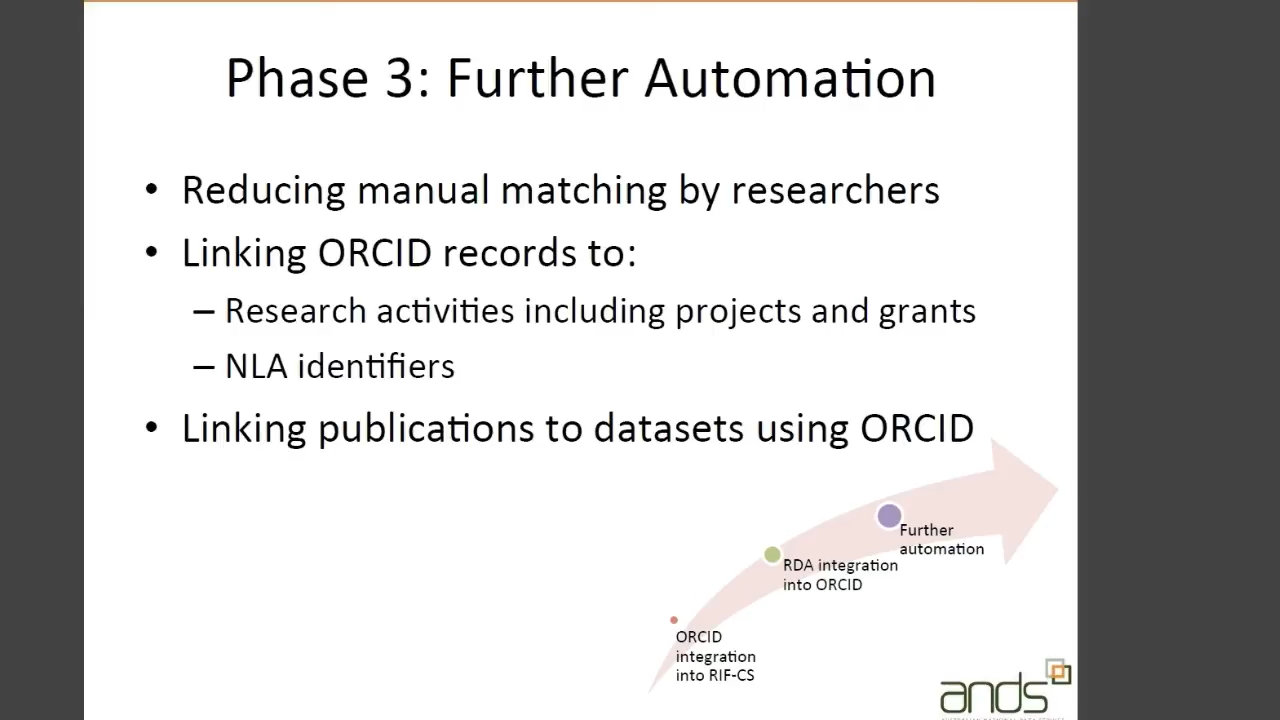 Phase 3: Further Automation
• Reducing manual matching by researchers
• Linking ORCID records to:
– Research activities including projects and grants
– NLA identifiers
• Linking publications to datasets using ORCID
Further
automation
RDA integration
into ORCID
ORCID
integration
into RIF-CS
ands